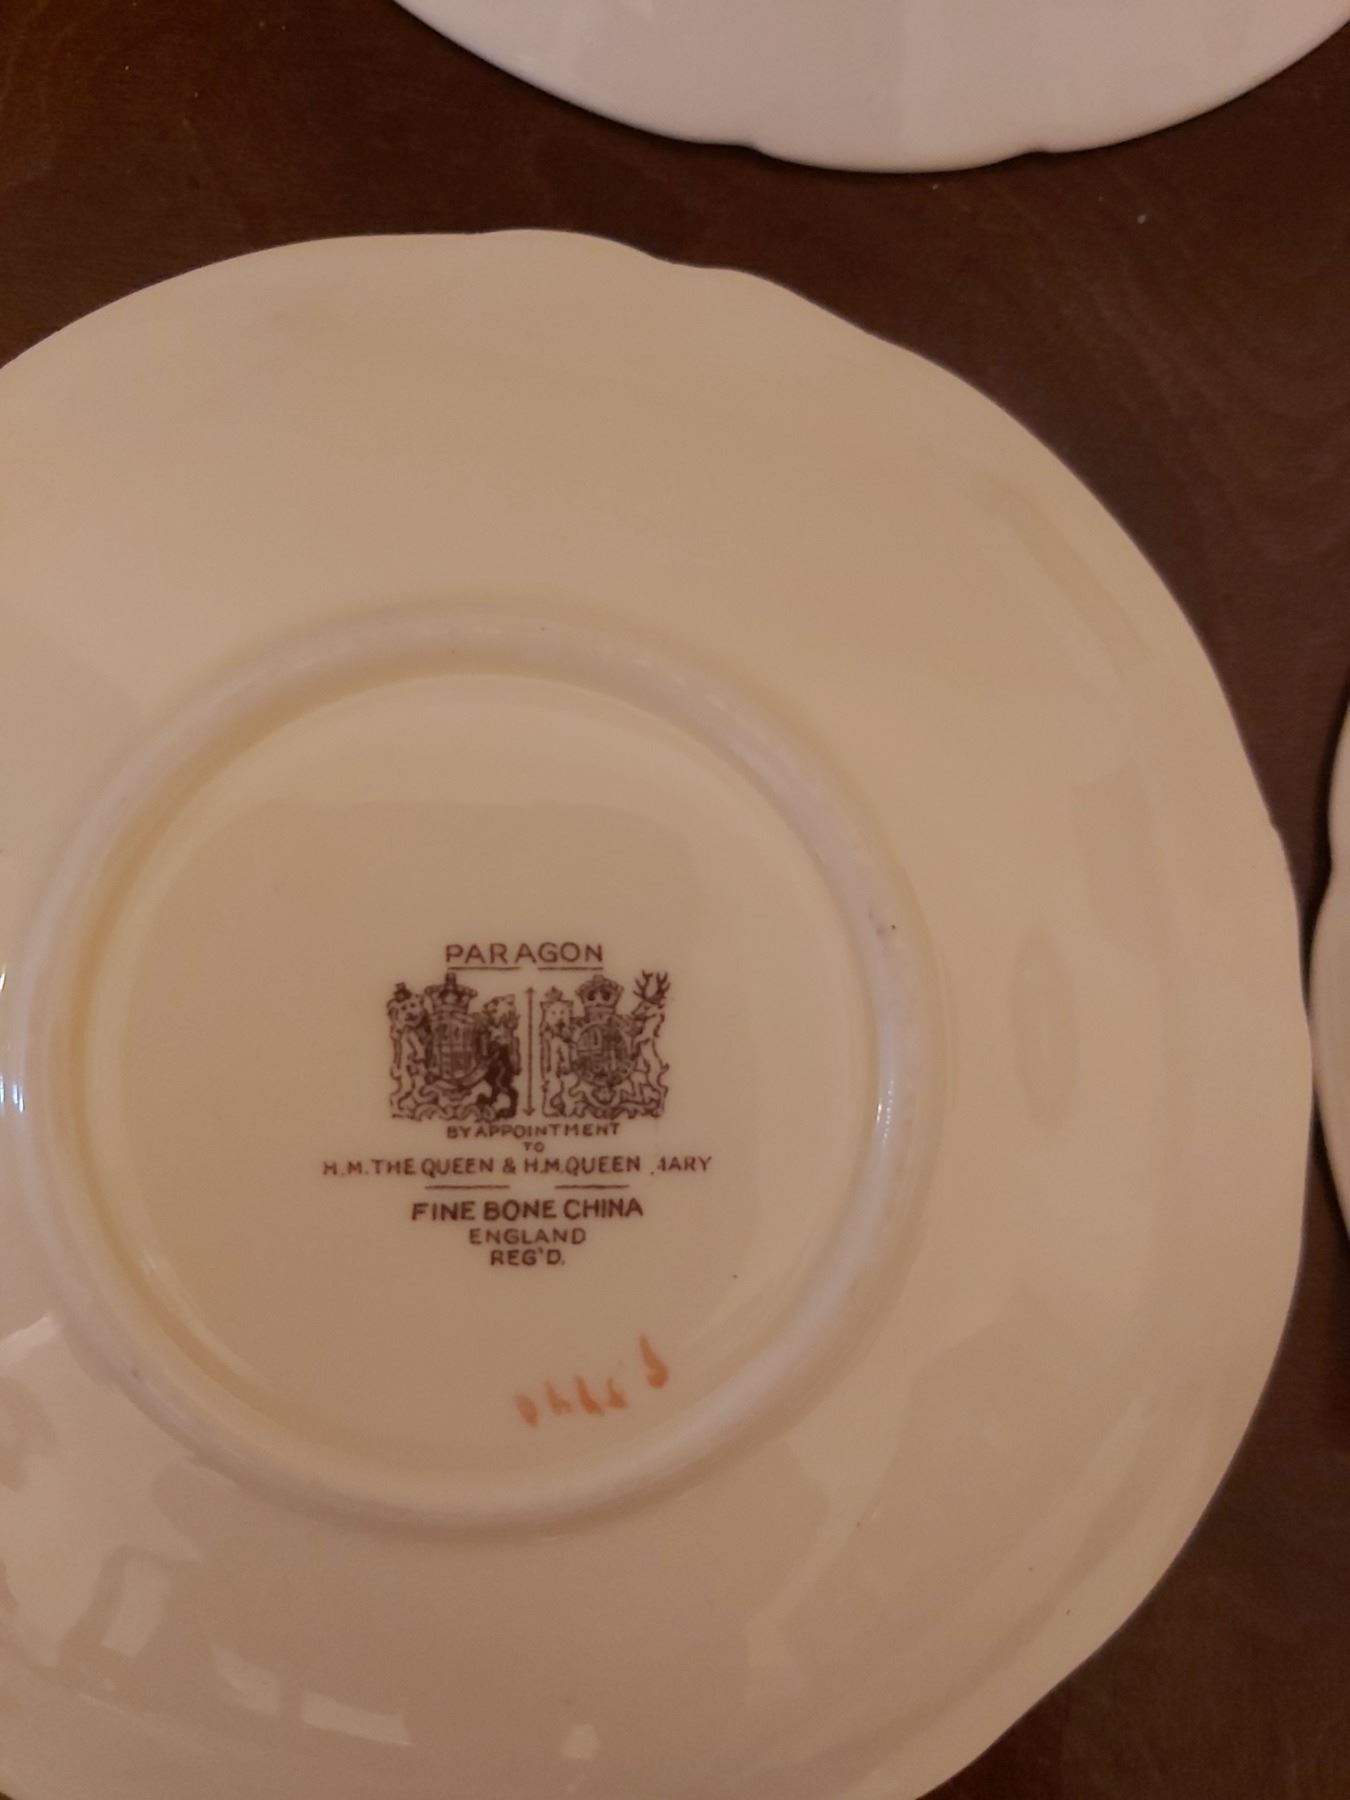 PARAGON
BY APPOINTMENT
TO
H.M. THE QUEEN & H.M. QUEEN
FINE BONE CHINA
ENGLAND
REG'D.